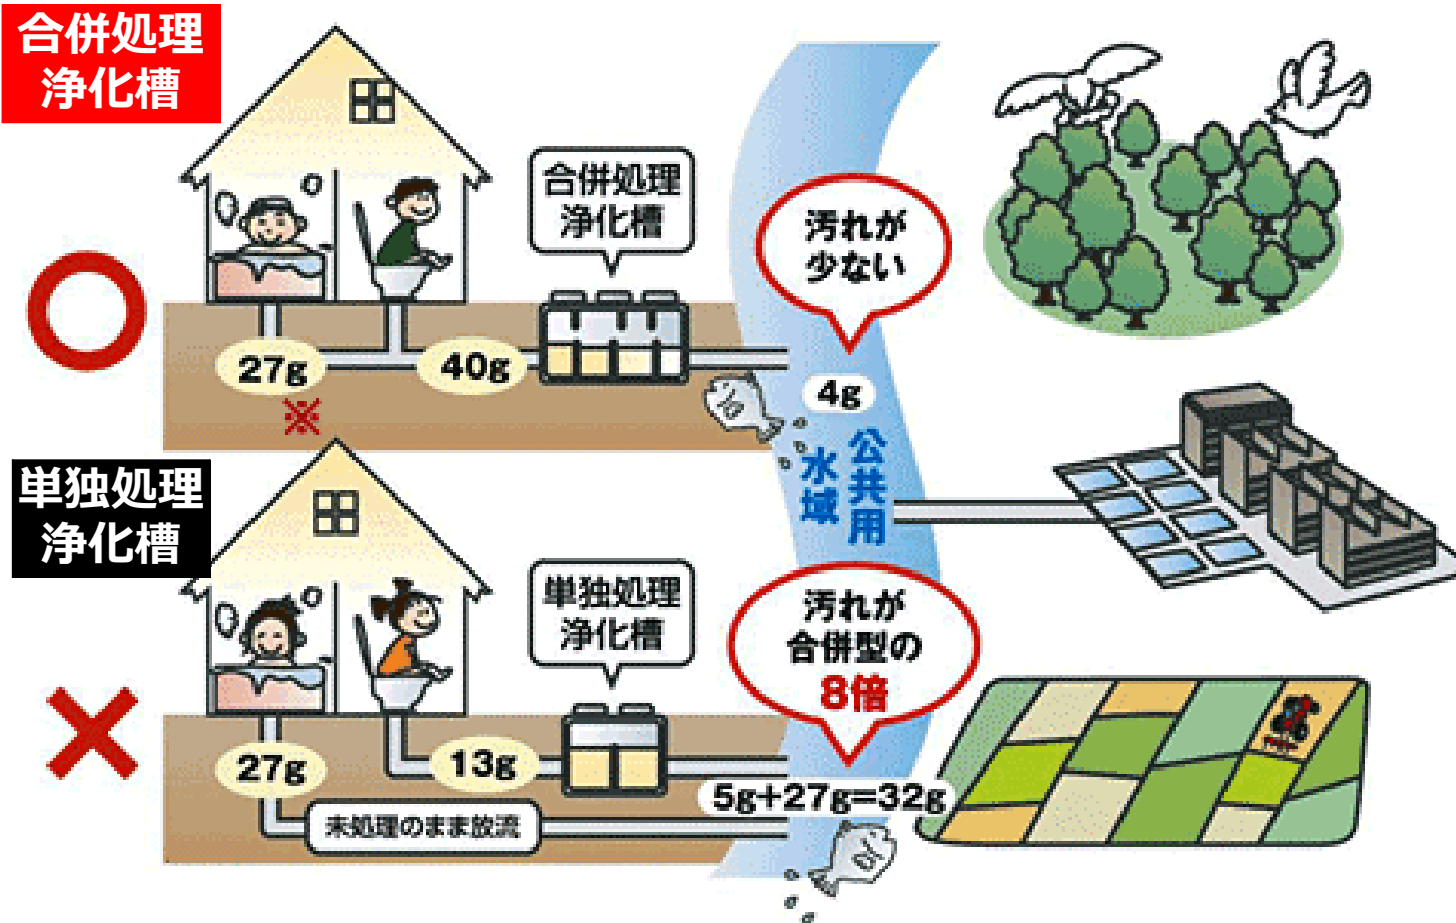 合併処理
浄化槽
合併処理
浄化槽
汚れが
少ない
27g
40g
4g
※
公共用
水域
単独処理
浄化槽
単独処理
浄化槽
汚れが
合併型の
8倍
27g
13g
5g+27g=32g
未処理のまま放流